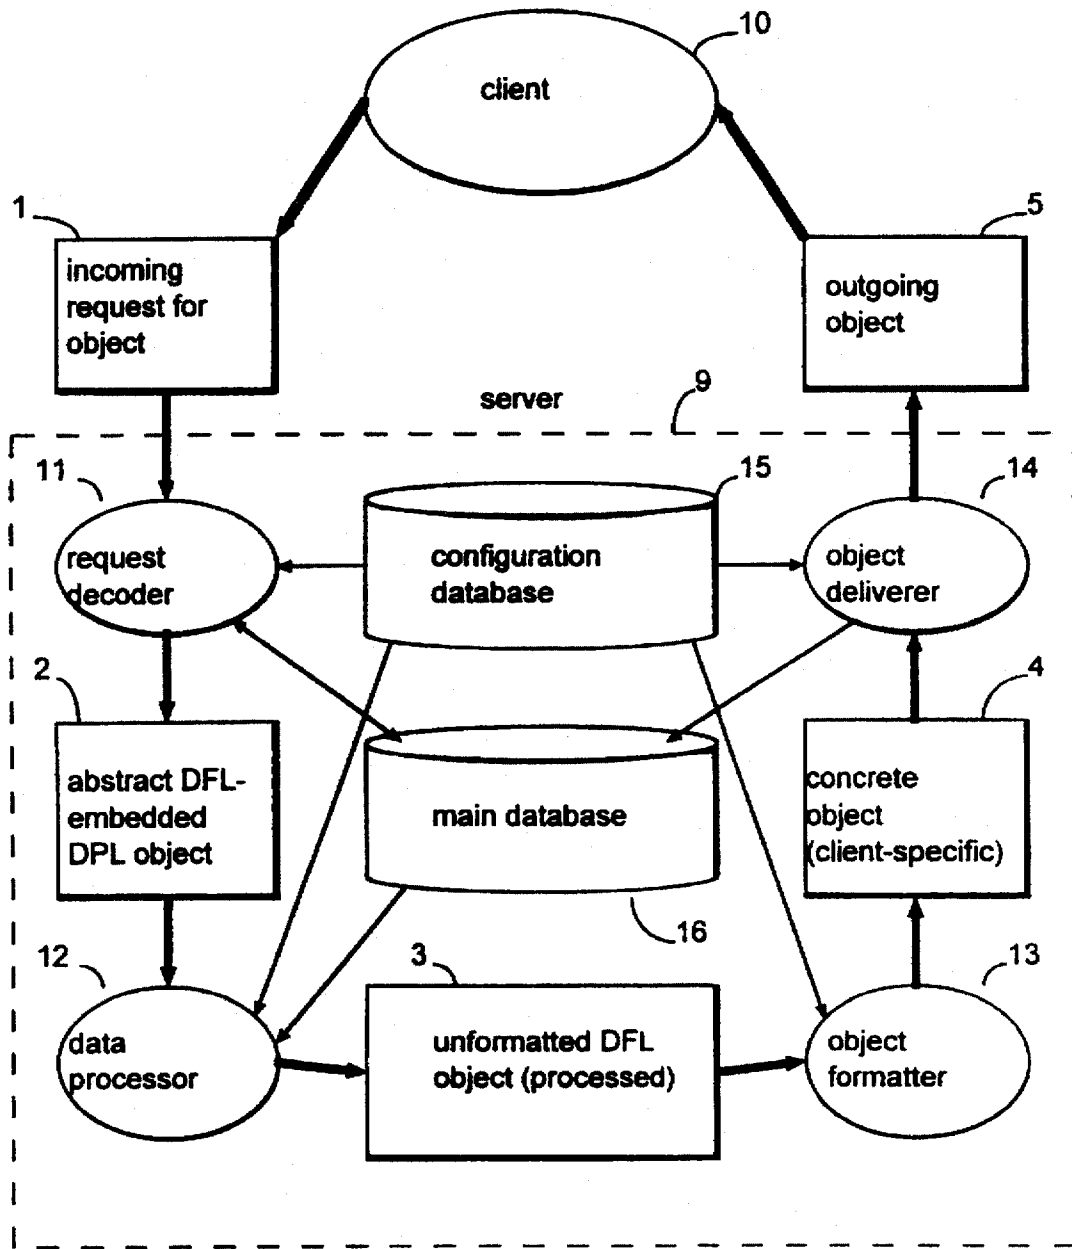 10
client
1
incoming
request for
object
5
outgoing
object
server
9
11
request
decoder
15
configuration
database
14
object
deliverer
2
abstract DFL-
embedded
DPL object
main database
16
4
concrete
object
(client-specific)
12
data
processor
3
unformatted DFL
object (processed)
13
object
formatter